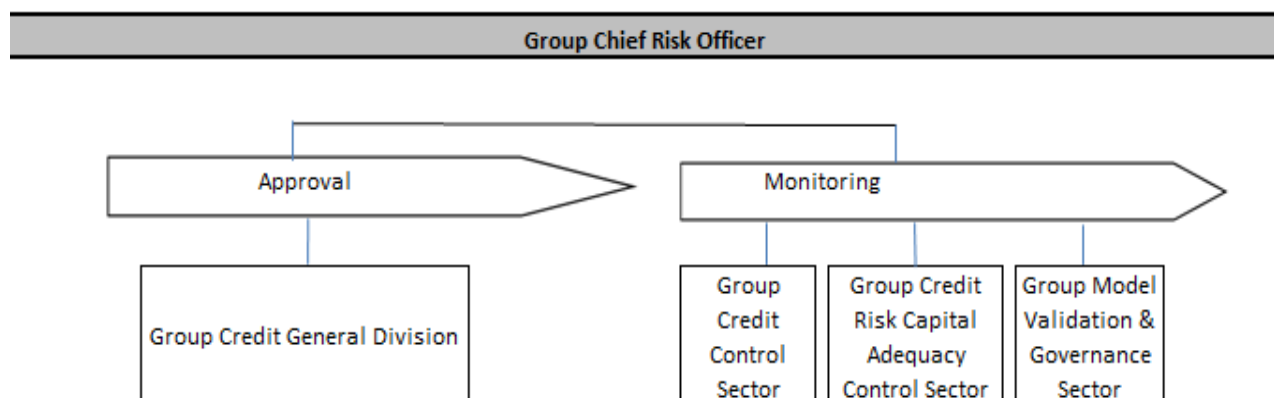 Group Chief Risk Officer
Approval
Monitoring
Group Credit General Division
Group
Credit
Control
Sector
Group Credit
Risk Capital
Adequacy
Control Sector
Group Model
Validation &
Governance
Sector